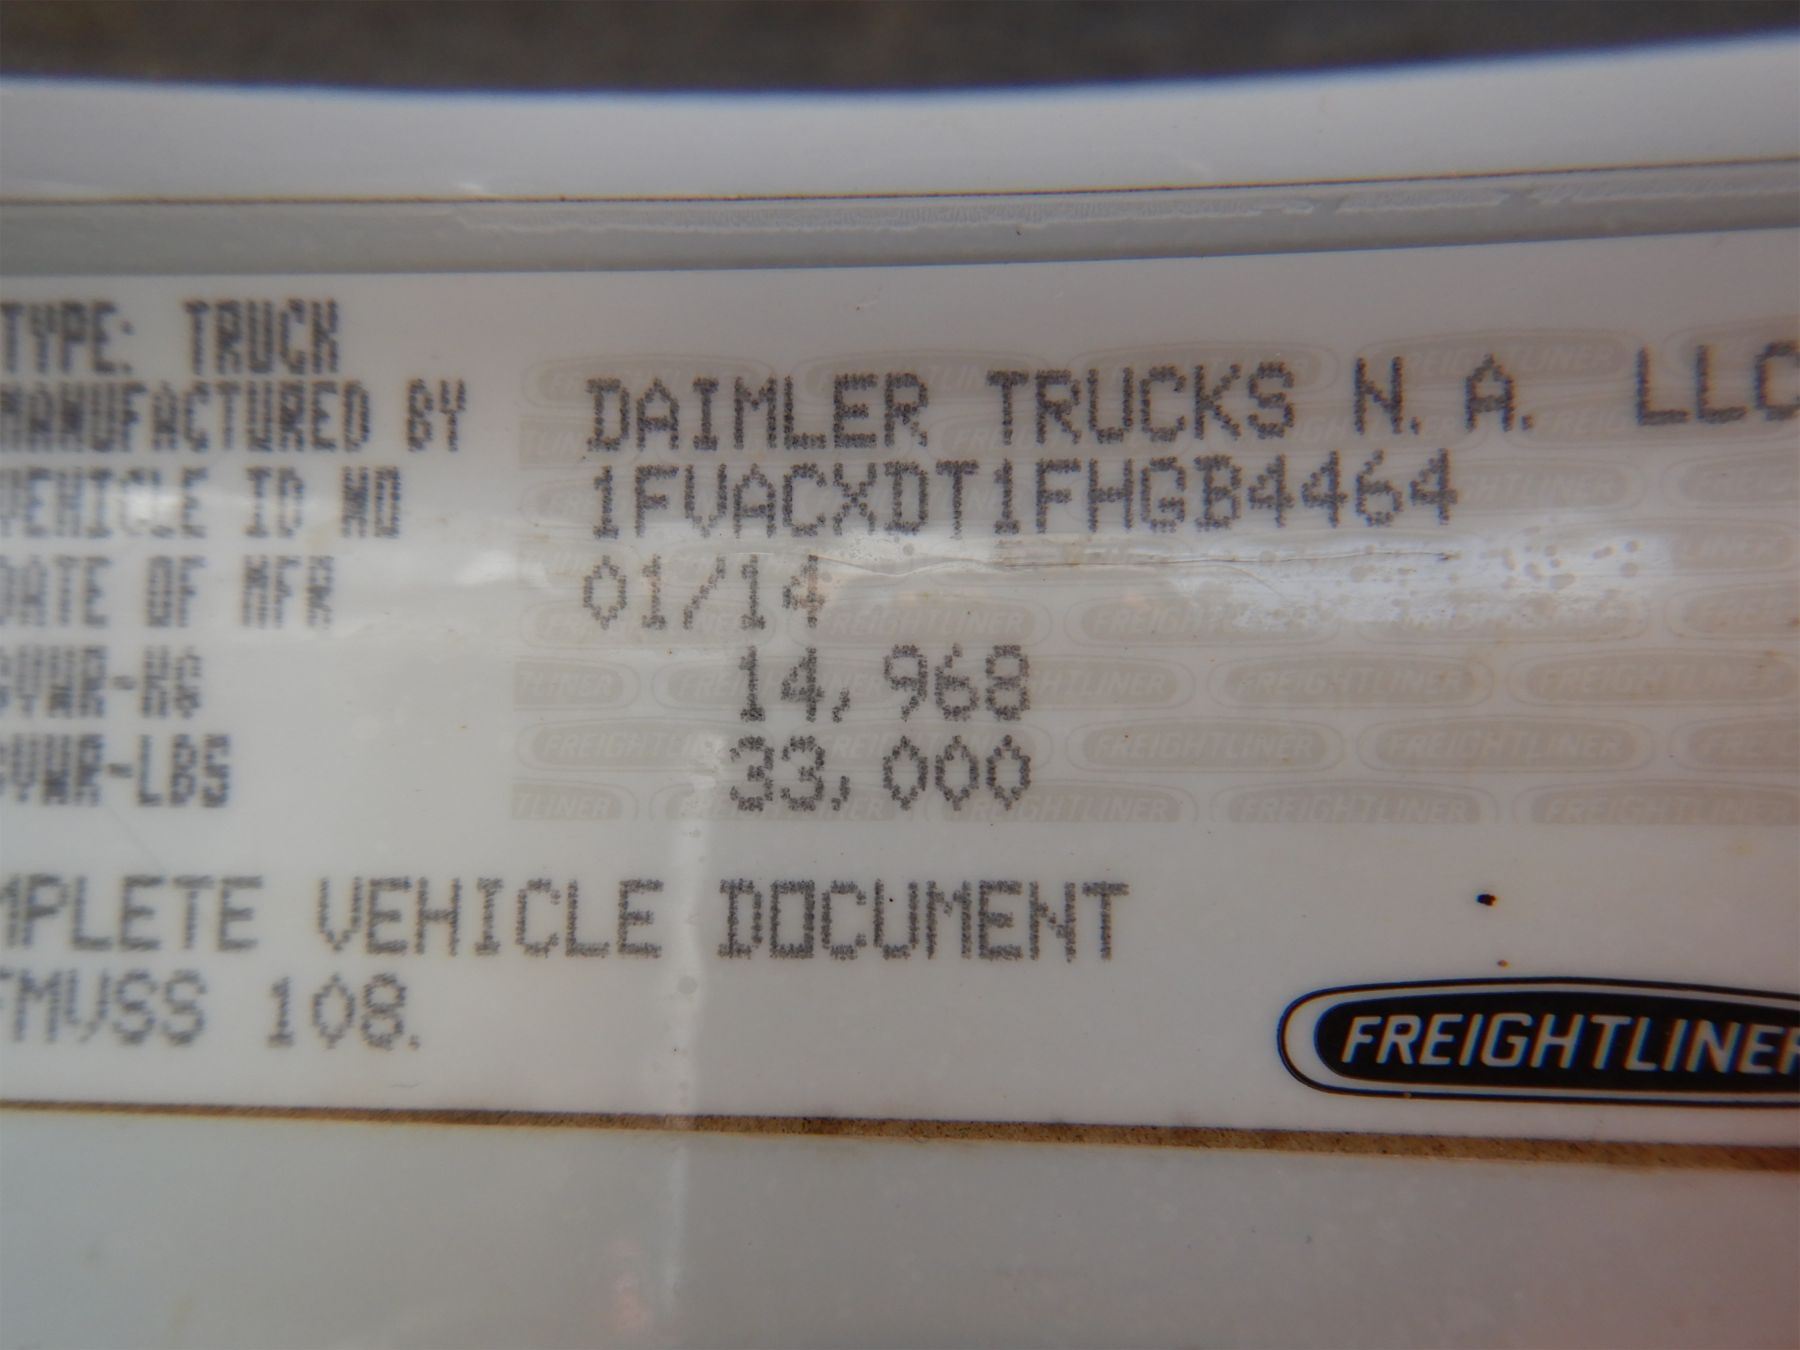 TYPE: TRUCK
MANUFACTURED BY DAIMLER TRUCKS N.A. LLC
VEHICLE ID NO 1FVACXDT1FHGB4464
DATE OF MFR 01/14
GVWR-KG 14,968
GVWR-LBS 33,000
MPLETE VEHICLE DOCUMENT
FMVSS 108.
FREIGHTLINER